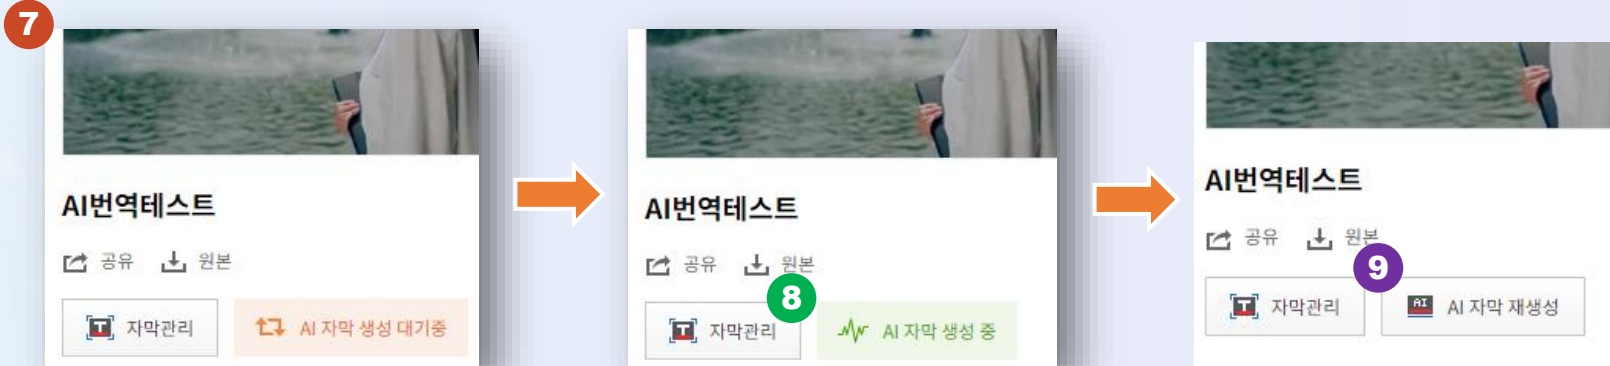 7
AI번역테스트
공유 원본
자막관리 AI 자막 생성 대기중
AI번역테스트
공유 원본
8
자막관리 AI 자막 생성 중
AI번역테스트
공유 원본
9
자막관리 AI AI 자막 재생성